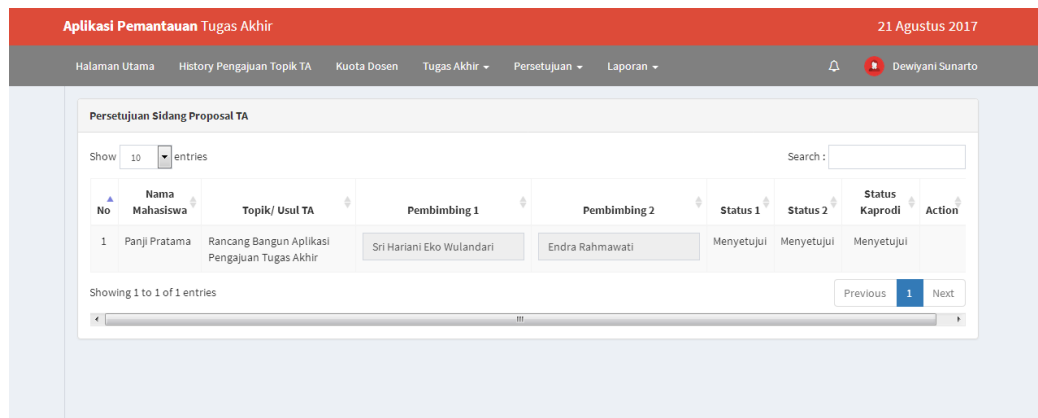 Aplikasi Pemantauan Tugas Akhir 21 Agustus 2017
Halaman Utama History Pengajuan Topik TA Kuota Dosen Tugas Akhir Persetujuan Laporan Dewiyani Sunarto
Persetujuan Sidang Proposal TA
Show 10 entries Search :
No Nama Mahasiswa Topik/ Usul TA Pembimbing 1 Pembimbing 2 Status 1 Status 2 Status Kaprodi Action
1 Panji Pratama Rancang Bangun Aplikasi Pengajuan Tugas Akhir Sri Hariani Eko Wulandari Endra Rahmawati Menyetujui Menyetujui Menyetujui
Showing 1 to 1 of 1 entries Previous 1 Next